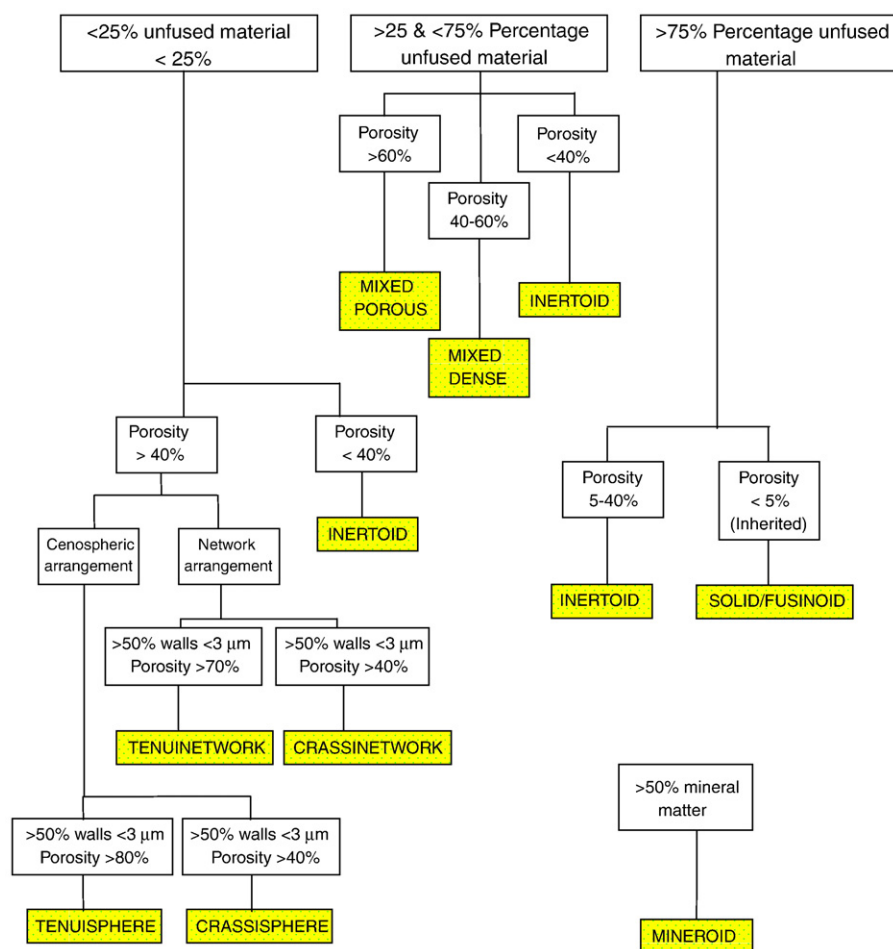 <25% unfused material
< 25%
>25 & <75% Percentage
unfused material
>75% Percentage unfused
material
Porosity
>60%
Porosity
40-60%
Porosity
<40%
MIXED
POROUS
MIXED
DENSE
INERTOID
Porosity
> 40%
Porosity
< 40%
INERTOID
Cenospheric
arrangement
Network
arrangement
>50% walls <3 µm
Porosity >70%
>50% walls <3 µm
Porosity >40%
TENUINETWORK
CRASSINETWORK
>50% walls <3 µm
Porosity >80%
>50% walls <3 µm
Porosity >40%
TENUISPHERE
CRASSISPHERE
Porosity
5-40%
Porosity
< 5%
(Inherited)
INERTOID
SOLID/FUSINOID
>50% mineral
matter
MINEROID